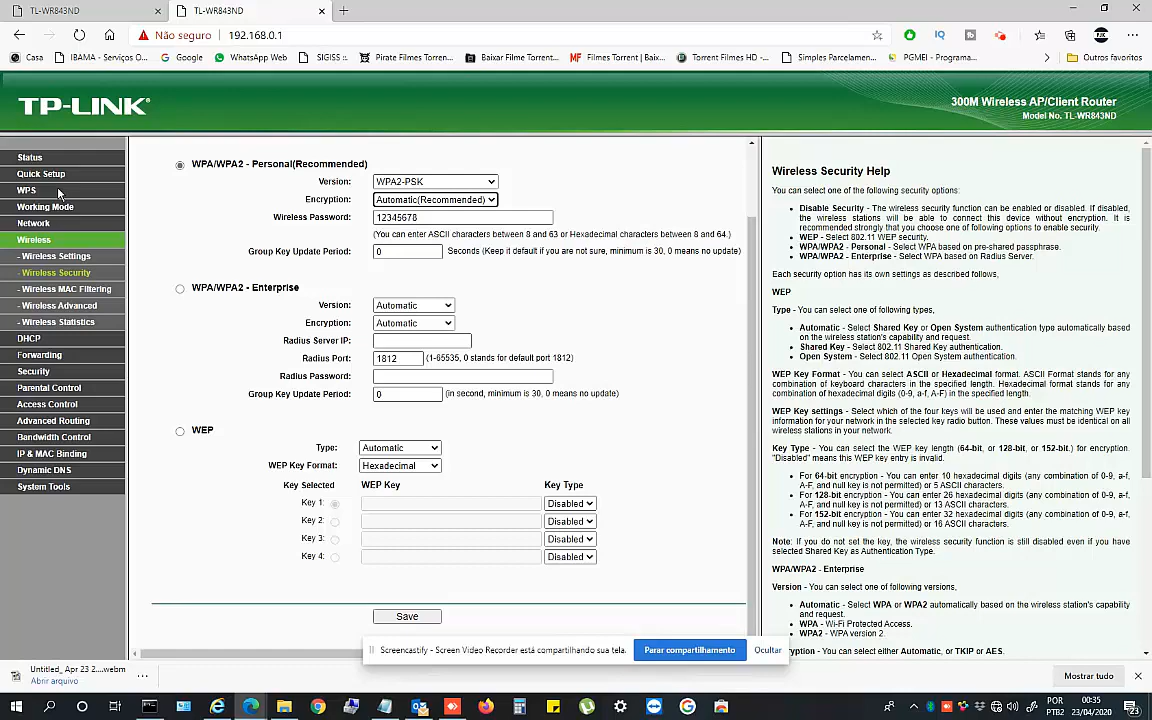 TL-WR843ND
TL-WR843ND
Não seguro
192.168.0.1
Casa
IBAMA - Serviços O...
Google
WhatsApp Web
SIGISS ::.
Pirate Filmes Torren...
Baixar Filme Torrent...
Filmes Torrent | Baix...
Torrent Filmes HD -...
Simples Parcelamen...
PGMEI - Programa...
Outros favoritos
TP-LINK®
300M Wireless AP/Client Router
Model No. TL-WR843ND
Status
Quick Setup
WPS
Working Mode
Network
Wireless
- Wireless Settings
- Wireless Security
- Wireless MAC Filtering
- Wireless Advanced
- Wireless Statistics
DHCP
Forwarding
Security
Parental Control
Access Control
Advanced Routing
Bandwidth Control
IP & MAC Binding
Dynamic DNS
System Tools
WPA/WPA2 - Personal(Recommended)
Version: WPA2-PSK
Encryption: Automatic(Recommended)
Wireless Password: 12345678
(You can enter ASCII characters between 8 and 63 or Hexadecimal characters between 8 and 64.)
Group Key Update Period: 0 Seconds (Keep it default if you are not sure, minimum is 30, 0 means no update)
WPA/WPA2 - Enterprise
Version: Automatic
Encryption: Automatic
Radius Server IP:
Radius Port: 1812 (1-65535, 0 stands for default port 1812)
Radius Password:
Group Key Update Period: 0 (in second, minimum is 30, 0 means no update)
WEP
Type: Automatic
WEP Key Format: Hexadecimal
Key Selected WEP Key Key Type
Key 1: Disabled
Key 2: Disabled
Key 3: Disabled
Key 4: Disabled
Save
Wireless Security Help
You can select one of the following security options:
• Disable Security - The wireless security function can be enabled or disabled. If disabled,
the wireless stations will be able to connect this device without encryption. It is
recommended strongly that you choose one of following options to enable security.
• WEP - Select 802.11 WEP security.
• WPA/WPA2 - Personal - Select WPA based on pre-shared passphrase.
• WPA/WPA2 - Enterprise - Select WPA based on Radius Server.
Each security option has its own settings as described follows,
WEP
Type - You can select one of following types,
• Automatic - Select Shared Key or Open System authentication type automatically based
on the wireless station's capability and request.
• Shared Key - Select 802.11 Shared Key authentication.
• Open System - Select 802.11 Open System authentication.
WEP Key Format - You can select ASCII or Hexadecimal format. ASCII Format stands for any
combination of keyboard characters in the specified length. Hexadecimal format stands for any
combination of hexadecimal digits (0-9, a-f, A-F) in the specified length.
WEP Key settings - Select which of the four keys will be used and enter the matching WEP key
information for your network in the selected key radio button. These values must be identical on all
wireless stations in your network.
Key Type - You can select the WEP key length (64-bit, or 128-bit, or 152-bit.) for encryption.
"Disabled" means this WEP key entry is invalid.
• For 64-bit encryption - You can enter 10 hexadecimal digits (any combination of 0-9, a-f,
A-F, and null key is not permitted) or 5 ASCII characters.
• For 128-bit encryption - You can enter 26 hexadecimal digits (any combination of 0-9, a-f,
A-F, and null key is not permitted) or 13 ASCII characters.
• For 152-bit encryption - You can enter 32 hexadecimal digits (any combination of 0-9, a-f,
A-F, and null key is not permitted) or 16 ASCII characters.
Note: If you do not set the key, the wireless security function is still disabled even if you have
selected Shared Key as Authentication Type.
WPA/WPA2 - Enterprise
Version - You can select one of following versions,
• Automatic - Select WPA or WPA2 automatically based on the wireless station's capability
and request.
• WPA - Wi-Fi Protected Access.
• WPA2 - WPA version 2.
cryption - You can select either Automatic, or TKIP or AES.
Screencastify - Screen Video Recorder está compartilhando sua tela.
Parar compartilhamento
Ocultar
Untitled_ Apr 23 2....webm
Abrir arquivo
Mostrar tudo
POR
PTB2
00:35
23/04/2020
23